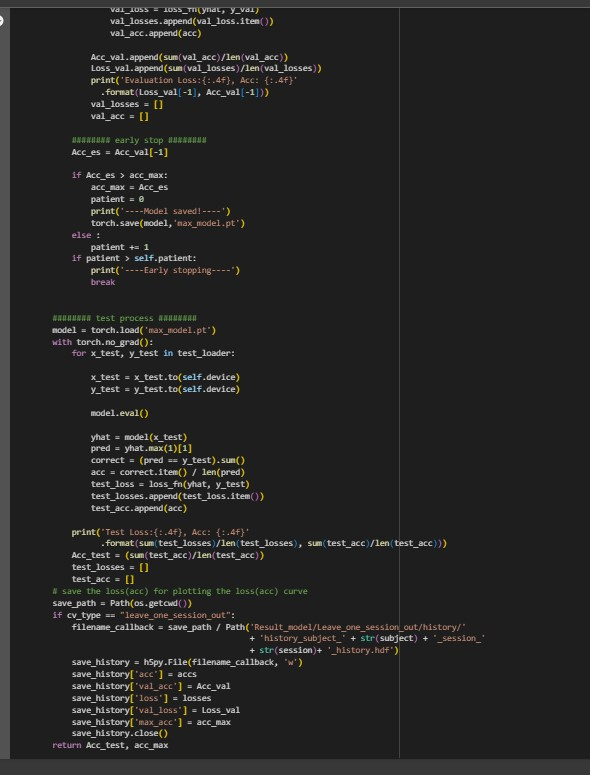 val_loss = loss_fn(yhat, y_val)
val_losses.append(val_loss.item())
val_acc.append(acc)
Acc_val.append(sum(val_acc)/len(val_acc))
Loss_val.append(sum(val_losses)/len(val_losses))
print('Evaluation Loss:{:.4f}, Acc: {:.4f}'
.format(Loss_val[-1], Acc_val[-1]))
val_losses = []
val_acc = []
######## early stop ########
Acc_es = Acc_val[-1]
if Acc_es > acc_max:
acc_max = Acc_es
patient = 0
print('----Model saved!----')
torch.save(model,'max_model.pt')
else :
patient += 1
if patient > self.patient:
print('----Early stopping----')
break
######## test process ########
model = torch.load('max_model.pt')
with torch.no_grad():
for x_test, y_test in test_loader:
x_test = x_test.to(self.device)
y_test = y_test.to(self.device)
model.eval()
yhat = model(x_test)
pred = yhat.max(1)[1]
correct = (pred == y_test).sum()
acc = correct.item() / len(pred)
test_loss = loss_fn(yhat, y_test)
test_losses.append(test_loss.item())
test_acc.append(acc)
print('Test Loss:{:.4f}, Acc: {:.4f}'
.format(sum(test_losses)/len(test_losses), sum(test_acc)/len(test_acc)))
Acc_test = (sum(test_acc)/len(test_acc))
test_losses = []
test_acc = []
# save the loss(acc) for plotting the loss(acc) curve
save_path = Path(os.getcwd())
if cv_type == "leave_one_session_out":
filename_callback = save_path / Path('Result_model/Leave_one_session_out/history/'
+ 'history_subject_' + str(subject) + '_session_'
+ str(session)+ '_history.hdf')
save_history = h5py.File(filename_callback, 'w')
save_history['acc'] = accs
save_history['val_acc'] = Acc_val
save_history['loss'] = losses
save_history['val_loss'] = Loss_val
save_history['max_acc'] = acc_max
save_history.close()
return Acc_test, acc_max